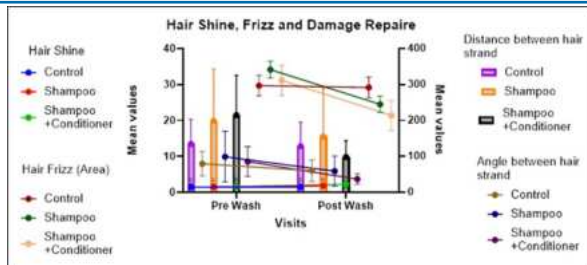 Hair Shine, Frizz and Damage Repaire
Hair Shine
Control
Shampoo
Shampoo
+Conditioner
Hair Frizz (Area)
Control
Shampoo
Shampoo
+Conditioner
Mean values
40
30
20
10
0
Pre Wash
Post Wash
Visits
400
300
200
100
0
Mean values
Distance between hair
strand
Control
Shampoo
Shampoo
+Conditioner
Angle between hair
strand
Control
Shampoo
Shampoo
+Conditioner